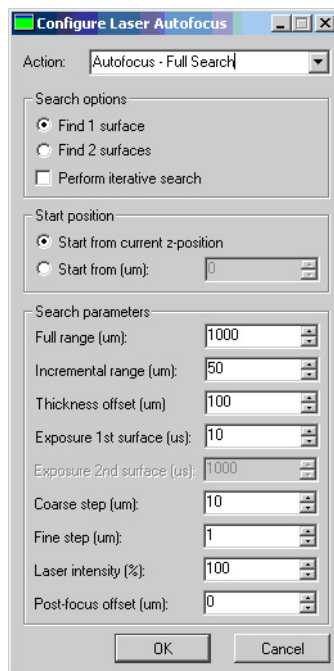 Configure Laser Autofocus
Action: Autofocus - Full Search
Search options
Find 1 surface
Find 2 surfaces
Perform iterative search
Start position
Start from current z-position
Start from (um): 0
Search parameters
Full range (um): 1000
Incremental range (um): 50
Thickness offset (um) 100
Exposure 1st surface (us): 10
Exposure 2nd surface (us): 1000
Coarse step (um): 10
Fine step (um): 1
Laser intensity (%): 100
Post-focus offset (um): 0
OK Cancel